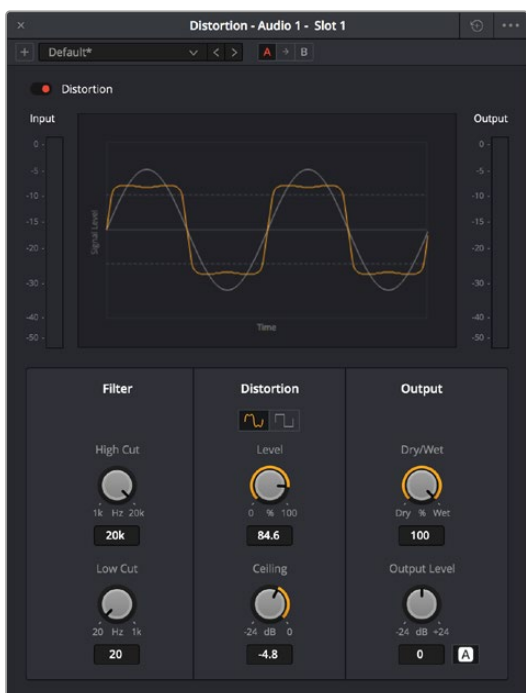 Distortion - Audio 1 - Slot 1
Default*
A
B
Distortion
Input
Output
0
-5
-10
-15
-20
-30
-40
-50
Signal Level
Time
0
-5
-10
-15
-20
-30
-40
-50
Filter
Distortion
Output
High Cut
Level
Dry/Wet
1k Hz 20k
0 % 100
Dry % Wet
20k
84.6
100
Low Cut
Ceiling
Output Level
20 Hz 1k
-24 dB 0
-24 dB +24
20
-4.8
0
A